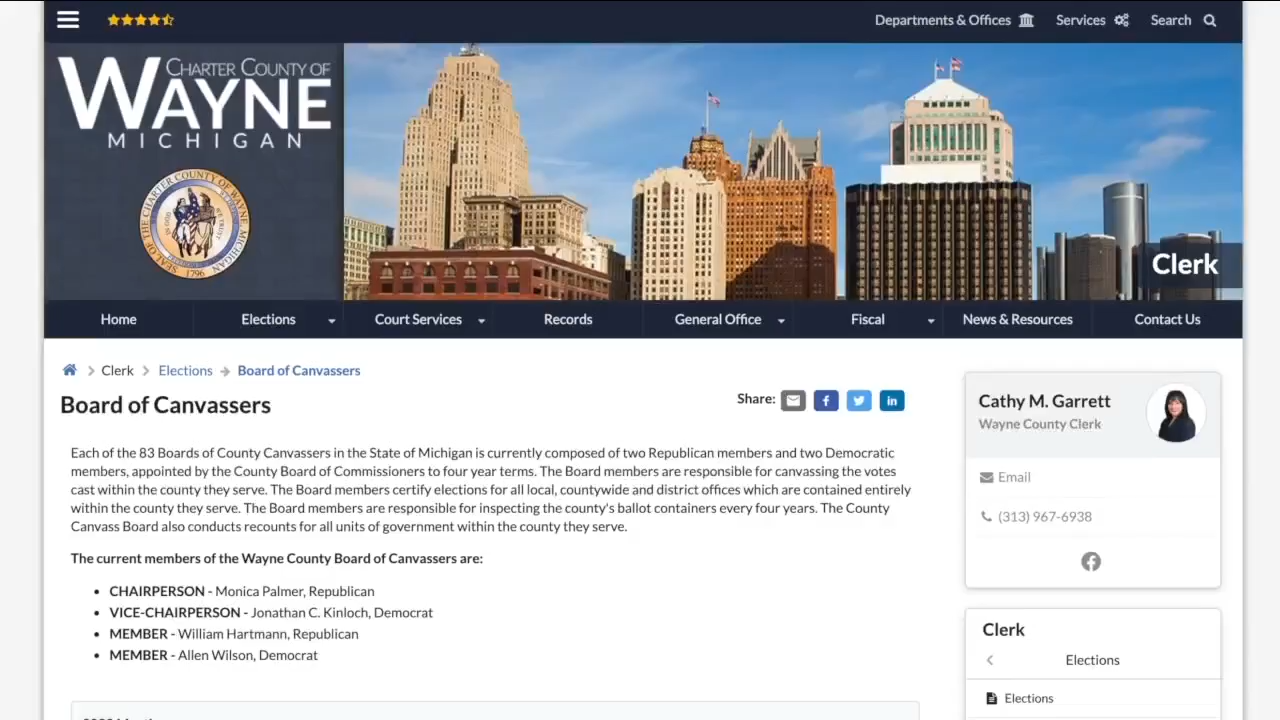 Departments & Offices
Services
Search
CHARTER COUNTY OF
WAYNE
MICHIGAN
THE CHARTER COUNTY OF WAYNE MICHIGAN
SEAL OF
1796
Clerk
Home
Elections
Court Services
Records
General Office
Fiscal
News & Resources
Contact Us
Clerk
Elections
Board of Canvassers
Board of Canvassers
Share:
Each of the 83 Boards of County Canvassers in the State of Michigan is currently composed of two Republican members and two Democratic
members, appointed by the County Board of Commissioners to four year terms. The Board members are responsible for canvassing the votes
cast within the county they serve. The Board members certify elections for all local, countywide and district offices which are contained entirely
within the county they serve. The Board members are responsible for inspecting the county's ballot containers every four years. The County
Canvass Board also conducts recounts for all units of government within the county they serve.
The current members of the Wayne County Board of Canvassers are:
• CHAIRPERSON - Monica Palmer, Republican
• VICE-CHAIRPERSON - Jonathan C. Kinloch, Democrat
• MEMBER - William Hartmann, Republican
• MEMBER - Allen Wilson, Democrat
Cathy M. Garrett
Wayne County Clerk
Email
(313) 967-6938
Clerk
Elections
Elections